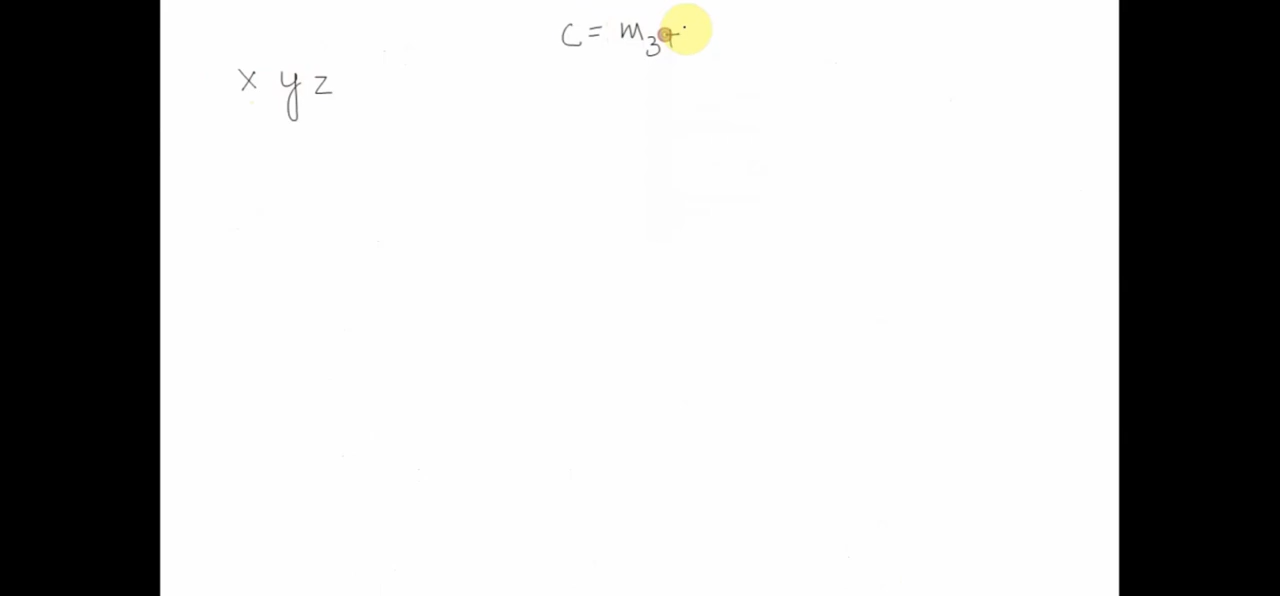 C = m₃+
x y z